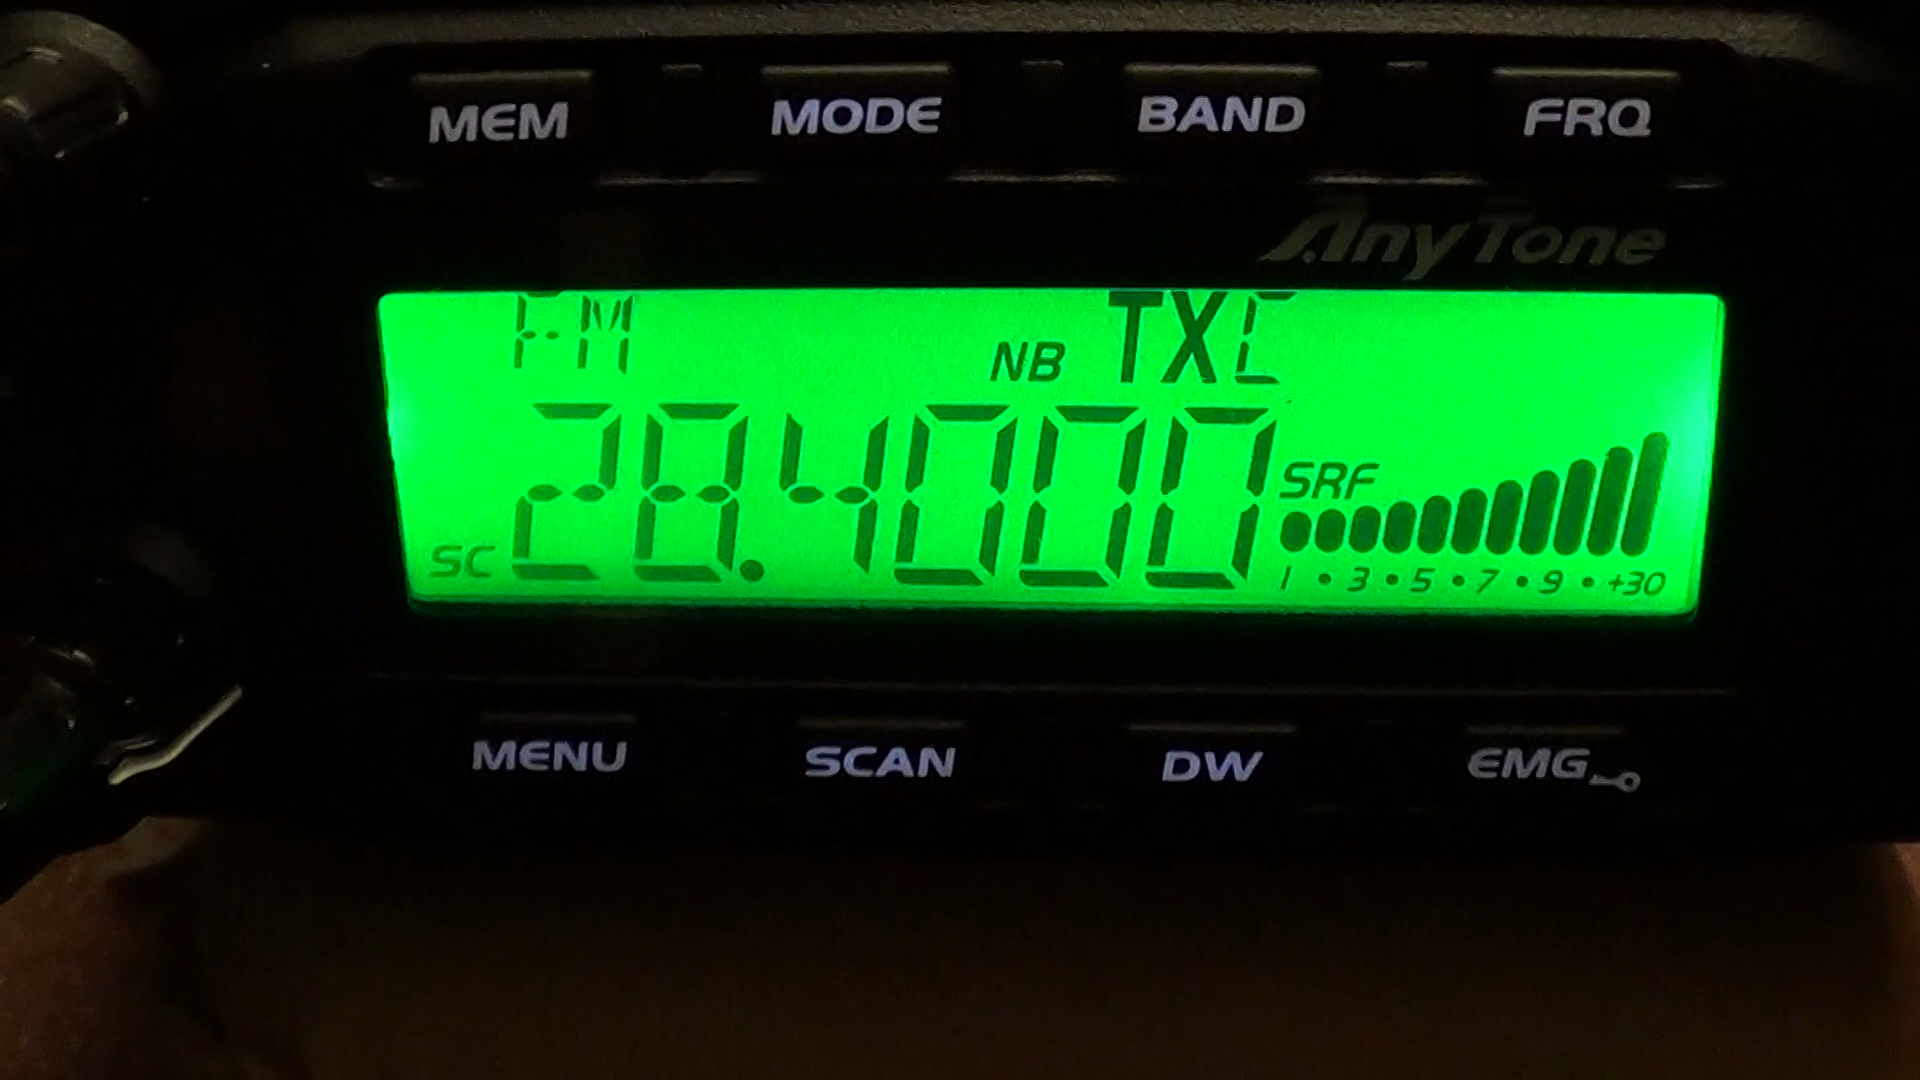 MEM MODE BAND FRQ
AnyTone
FM NB TXC
28.4000
SRF
SC 1 • 3 • 5 • 7 • 9 • +30
MENU SCAN DW EMG